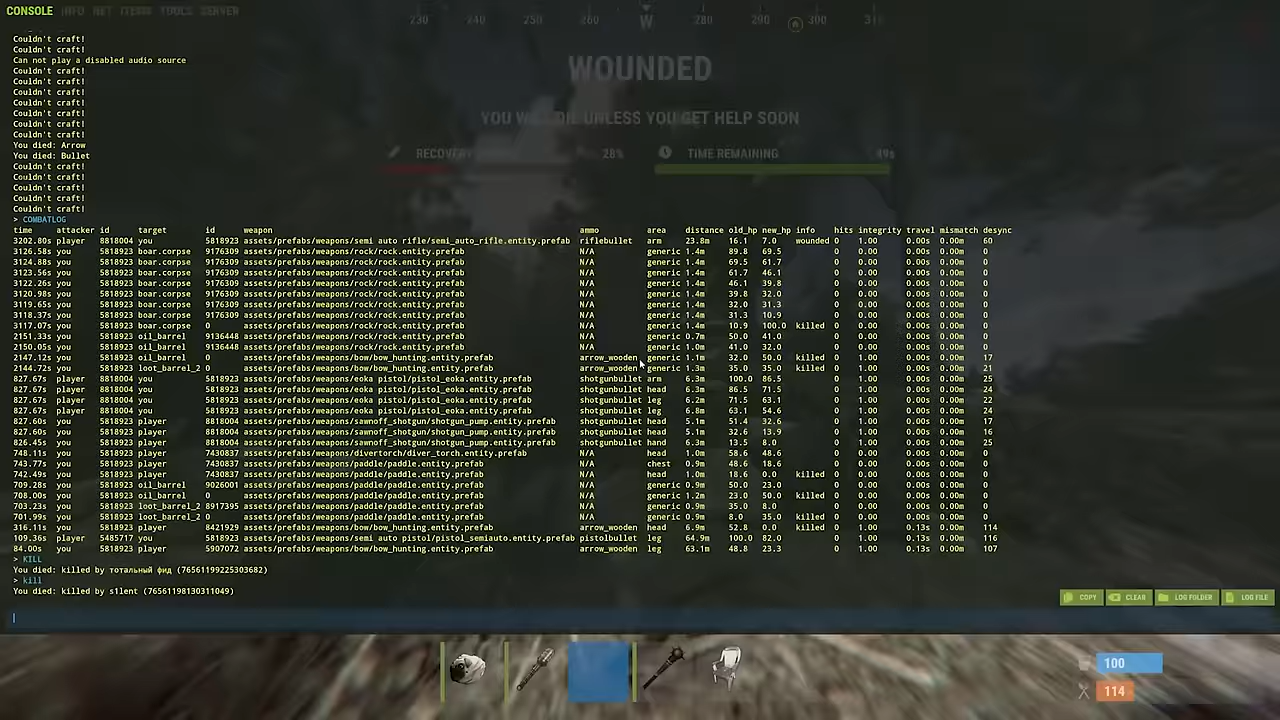 CONSOLE INFO NET ITEMS TOOLS SERVER
230 240 250 260 W 280 290 300 31
Couldn't craft!
Couldn't craft!
Can not play a disabled audio source
Couldn't craft!
Couldn't craft!
Couldn't craft!
Couldn't craft!
Couldn't craft!
Couldn't craft!
Couldn't craft!
You died: Arrow
You died: Bullet
Couldn't craft!
Couldn't craft!
Couldn't craft!
Couldn't craft!
Couldn't craft!
WOUNDED
YOU W DIE UNLESS YOU GET HELP SOON
RECOVERY 28% TIME REMAINING 49s
> COMBATLOG
time attacker id target id weapon ammo area distance old_hp new_hp info hits integrity travel mismatch desync
3202.80s player 8818004 you 5818923 assets/prefabs/weapons/semi auto rifle/semi_auto_rifle.entity.prefab riflebullet arm 23.8m 16.1 7.0 wounded 0 1.00 0.00s 0.00m 60
3126.58s you 5818923 boar.corpse 9176309 assets/prefabs/weapons/rock/rock.entity.prefab N/A generic 1.4m 89.8 69.5 0 0.00 0.00s 0.00m 0
3124.88s you 5818923 boar.corpse 9176309 assets/prefabs/weapons/rock/rock.entity.prefab N/A generic 1.4m 69.5 61.7 0 0.00 0.00s 0.00m 0
3123.56s you 5818923 boar.corpse 9176309 assets/prefabs/weapons/rock/rock.entity.prefab N/A generic 1.4m 61.7 46.1 0 0.00 0.00s 0.00m 0
3122.26s you 5818923 boar.corpse 9176309 assets/prefabs/weapons/rock/rock.entity.prefab N/A generic 1.4m 46.1 39.8 0 0.00 0.00s 0.00m 0
3120.98s you 5818923 boar.corpse 9176309 assets/prefabs/weapons/rock/rock.entity.prefab N/A generic 1.4m 39.8 32.0 0 0.00 0.00s 0.00m 0
3119.65s you 5818923 boar.corpse 9176309 assets/prefabs/weapons/rock/rock.entity.prefab N/A generic 1.4m 32.0 31.3 0 0.00 0.00s 0.00m 0
3118.37s you 5818923 boar.corpse 9176309 assets/prefabs/weapons/rock/rock.entity.prefab N/A generic 1.4m 31.3 10.9 0 0.00 0.00s 0.00m 0
3117.07s you 5818923 boar.corpse 0 assets/prefabs/weapons/rock/rock.entity.prefab N/A generic 1.4m 10.9 100.0 killed 0 0.00 0.00s 0.00m 0
2151.33s you 5818923 oil_barrel 9136448 assets/prefabs/weapons/rock/rock.entity.prefab N/A generic 0.7m 50.0 41.0 0 0.00 0.00s 0.00m 0
2150.05s you 5818923 oil_barrel 9136448 assets/prefabs/weapons/rock/rock.entity.prefab N/A generic 1.0m 41.0 32.0 0 0.00 0.00s 0.00m 0
2147.12s you 5818923 oil_barrel 0 assets/prefabs/weapons/bow/bow_hunting.entity.prefab arrow_wooden generic 1.1m 32.0 50.0 killed 0 1.00 0.00s 0.00m 17
2144.72s you 5818923 loot_barrel_2 0 assets/prefabs/weapons/bow/bow_hunting.entity.prefab arrow_wooden generic 1.3m 35.0 35.0 killed 0 1.00 0.00s 0.00m 21
827.67s player 8818004 you 5818923 assets/prefabs/weapons/eoka pistol/pistol_eoka.entity.prefab shotgunbullet arm 6.3m 100.0 86.5 0 1.00 0.00s 0.00m 25
827.67s player 8818004 you 5818923 assets/prefabs/weapons/eoka pistol/pistol_eoka.entity.prefab shotgunbullet head 6.3m 86.5 71.5 0 1.00 0.00s 0.00m 24
827.67s player 8818004 you 5818923 assets/prefabs/weapons/eoka pistol/pistol_eoka.entity.prefab shotgunbullet leg 6.2m 71.5 63.1 0 1.00 0.00s 0.00m 22
827.67s player 8818004 you 5818923 assets/prefabs/weapons/eoka pistol/pistol_eoka.entity.prefab shotgunbullet leg 6.8m 63.1 54.6 0 1.00 0.00s 0.00m 24
827.60s you 5818923 player 8818004 assets/prefabs/weapons/sawnoff_shotgun/shotgun_pump.entity.prefab shotgunbullet head 5.1m 51.4 32.6 0 1.00 0.00s 0.00m 17
827.60s you 5818923 player 8818004 assets/prefabs/weapons/sawnoff_shotgun/shotgun_pump.entity.prefab shotgunbullet head 5.1m 32.6 13.9 0 1.00 0.00s 0.00m 16
826.45s you 5818923 player 8818004 assets/prefabs/weapons/sawnoff_shotgun/shotgun_pump.entity.prefab shotgunbullet hand 6.3m 13.5 8.0 0 1.00 0.00s 0.00m 25
748.11s you 5818923 player 7430837 assets/prefabs/weapons/divertorch/diver_torch.entity.prefab N/A head 1.0m 58.6 48.6 0 0.00 0.00s 0.00m 0
743.77s you 5818923 player 7430837 assets/prefabs/weapons/paddle/paddle.entity.prefab N/A chest 0.9m 48.6 18.6 0 0.00 0.00s 0.00m 0
742.49s you 5818923 player 7430837 assets/prefabs/weapons/paddle/paddle.entity.prefab N/A head 1.0m 18.6 0.0 killed 0 0.00 0.00s 0.00m 0
709.28s you 5818923 oil_barrel 9026001 assets/prefabs/weapons/paddle/paddle.entity.prefab N/A generic 0.9m 50.0 23.0 0 0.00 0.00s 0.00m 0
708.00s you 5818923 oil_barrel 0 assets/prefabs/weapons/paddle/paddle.entity.prefab N/A generic 1.2m 23.0 50.0 killed 0 0.00 0.00s 0.00m 0
703.23s you 5818923 loot_barrel_2 8917395 assets/prefabs/weapons/paddle/paddle.entity.prefab N/A generic 0.9m 35.0 8.0 0 0.00 0.00s 0.00m 0
701.99s you 5818923 loot_barrel_2 0 assets/prefabs/weapons/paddle/paddle.entity.prefab N/A generic 0.9m 8.0 35.0 killed 0 0.00 0.00s 0.00m 0
316.11s you 5818923 player 8421929 assets/prefabs/weapons/bow/bow_hunting.entity.prefab arrow_wooden head 6.9m 52.8 0.0 killed 0 1.00 0.13s 0.00m 114
109.36s player 5485717 you 5818923 assets/prefabs/weapons/semi auto pistol/pistol_semiauto.entity.prefab pistolbullet leg 64.9m 100.0 82.0 0 1.00 0.13s 0.00m 116
84.00s you 5818923 player 5907072 assets/prefabs/weapons/bow/bow_hunting.entity.prefab arrow_wooden leg 63.1m 48.8 23.3 0 1.00 0.13s 0.00m 107
> KILL
You died: killed by тотальный фид (76561199225303682)
> kill
You died: killed by s1lent (76561198130311049)
COPY CLEAR LOG FOLDER LOG FILE
100
114